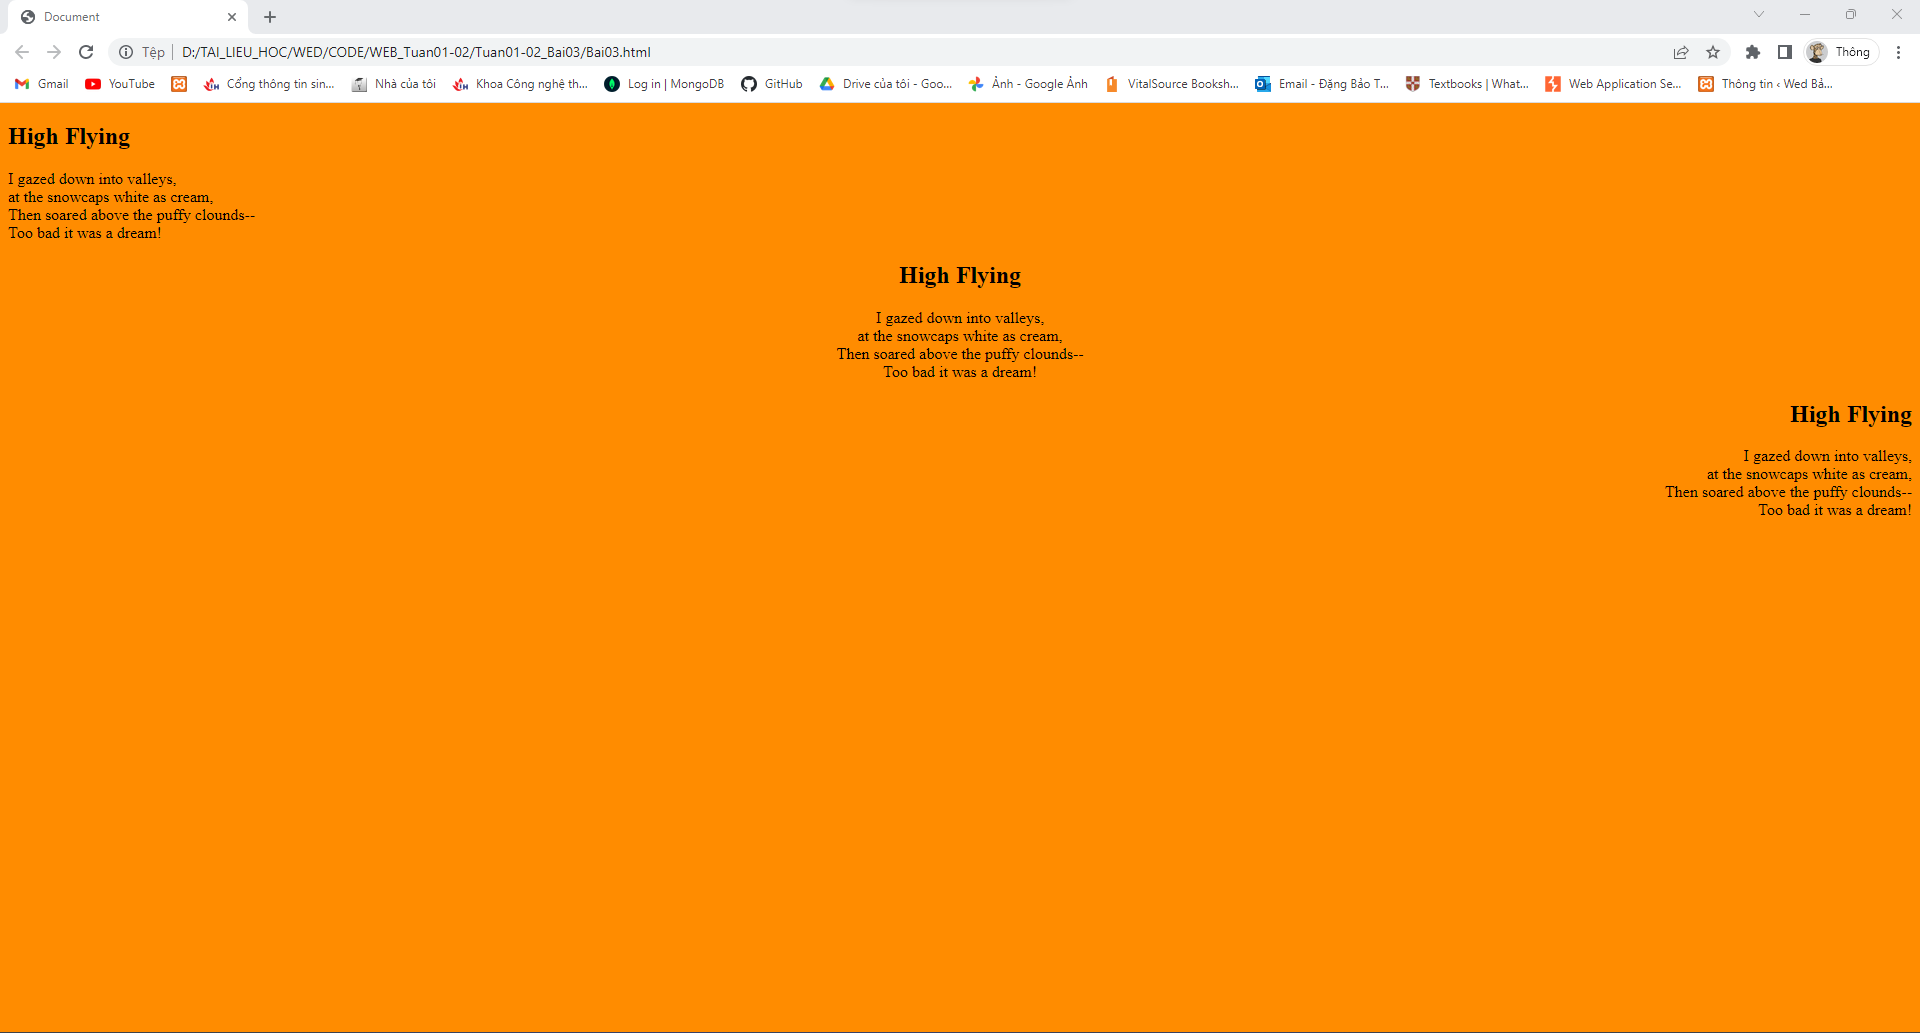 Document
Tệp D:/TAI_LIEU_HOC/WED/CODE/WEB_Tuan01-02/Tuan01-02_Bai03/Bai03.html Thông
Gmail YouTube Cổng thông tin sin... Nhà của tôi Khoa Công nghệ th... Log in | MongoDB GitHub Drive của tôi - Goo... Ảnh - Google Ảnh VitalSource Booksh... Email - Đặng Bảo T... Textbooks | What... Web Application Se... Thông tin ‹ Wed Bả...
High Flying
I gazed down into valleys,
at the snowcaps white as cream,
Then soared above the puffy clounds--
Too bad it was a dream!
High Flying
I gazed down into valleys,
at the snowcaps white as cream,
Then soared above the puffy clounds--
Too bad it was a dream!
High Flying
I gazed down into valleys,
at the snowcaps white as cream,
Then soared above the puffy clounds--
Too bad it was a dream!